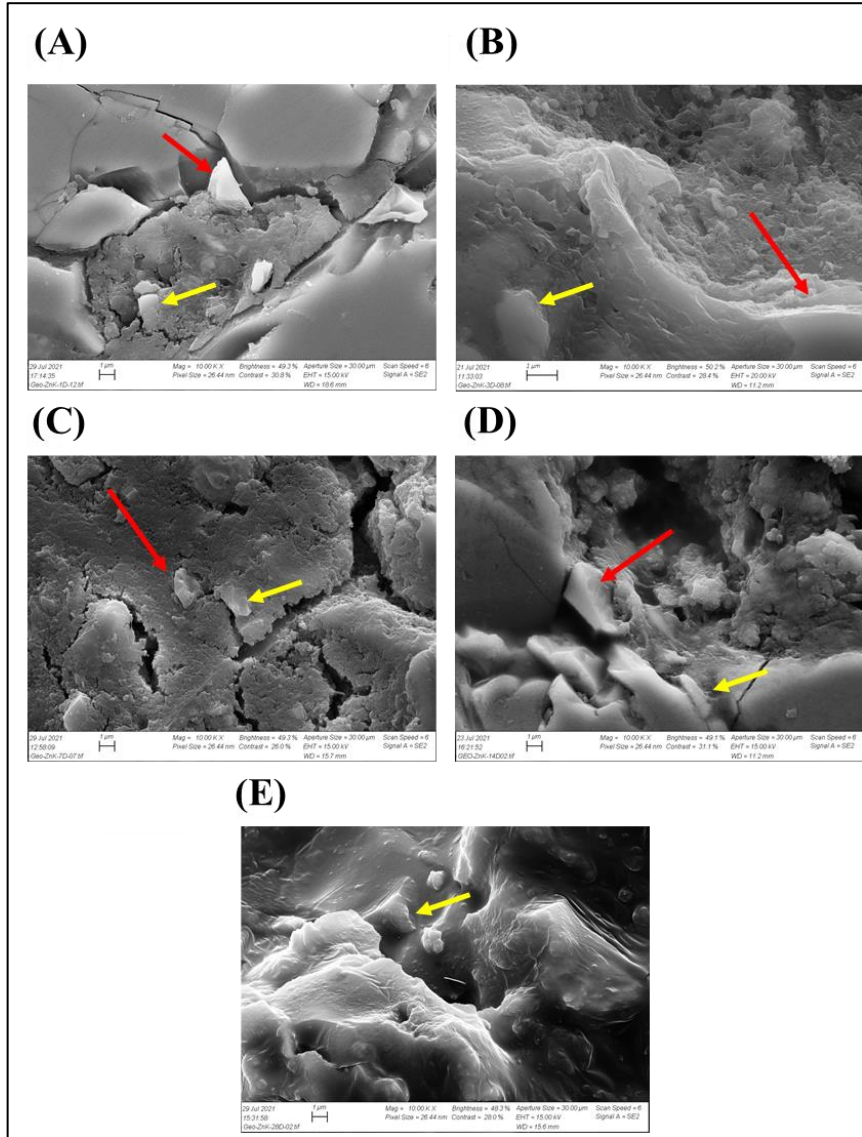 (A)
(B)
29 Jul 2021
17:14:35
Geo-ZnK-1D-12.tif
1 µm
Mag = 10.00 K X
Pixel Size = 26.44 nm
Brightness = 49.3 %
Contrast = 30.8 %
Aperture Size = 30.00 µm
EHT = 15.00 kV
WD = 18.6 mm
Scan Speed = 6
Signal A = SE2
21 Jul 2021
11:33:03
Geo-ZnK-3D-08.tif
1 µm
Mag = 10.00 K X
Pixel Size = 26.44 nm
Brightness = 50.2 %
Contrast = 28.4 %
Aperture Size = 30.00 µm
EHT = 20.00 kV
WD = 11.2 mm
Scan Speed = 6
Signal A = SE2
(C)
(D)
29 Jul 2021
12:58:09
Geo-ZnK-7D-07.tif
1 µm
Mag = 10.00 K X
Pixel Size = 26.44 nm
Brightness = 49.3 %
Contrast = 26.0 %
Aperture Size = 30.00 µm
EHT = 15.00 kV
WD = 15.7 mm
Scan Speed = 6
Signal A = SE2
23 Jul 2021
16:21:52
GEO-ZnK-14D02.tif
1 µm
Mag = 10.00 K X
Pixel Size = 26.44 nm
Brightness = 49.1 %
Contrast = 31.1 %
Aperture Size = 30.00 µm
EHT = 15.00 kV
WD = 11.2 mm
Scan Speed = 6
Signal A = SE2
(E)
29 Jul 2021
15:31:58
Geo-ZnK-28D-02.tif
1 µm
Mag = 10.00 K X
Pixel Size = 26.44 nm
Brightness = 48.3 %
Contrast = 28.0 %
Aperture Size = 30.00 µm
EHT = 15.00 kV
WD = 15.6 mm
Scan Speed = 6
Signal A = SE2